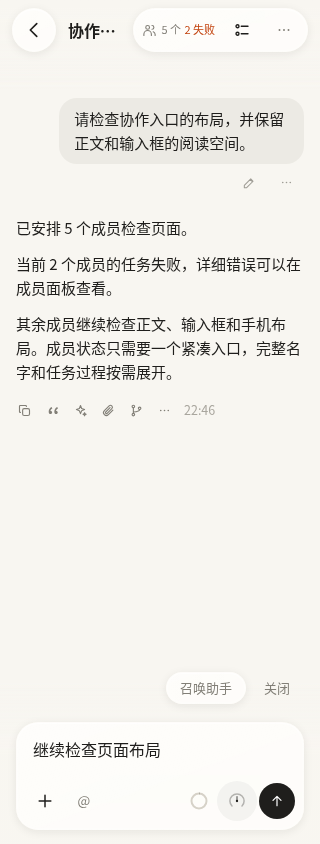 协作…
5 个 2 失败
请检查协作入口的布局，并保留
正文和输入框的阅读空间。
已安排 5 个成员检查页面。
当前 2 个成员的任务失败，详细错误可以在
成员面板查看。
其余成员继续检查正文、输入框和手机布
局。成员状态只需要一个紧凑入口，完整名
字和任务过程按需展开。
22:46
召唤助手 关闭
继续检查页面布局
@